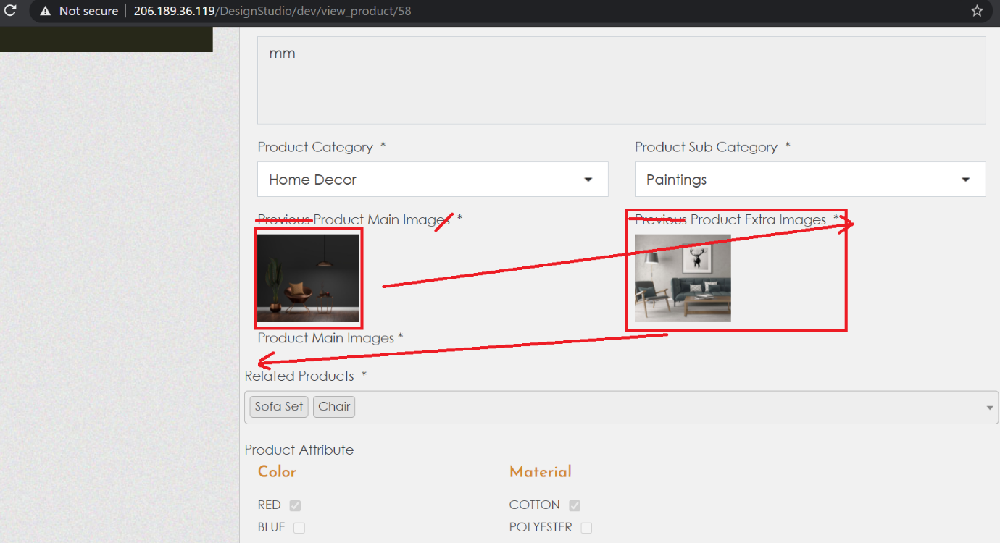 Not secure 206.189.36.119/DesignStudio/dev/view_product/58
mm
Product Category *
Product Sub Category *
Home Decor
Paintings
Previous Product Main Images *
Previous Product Extra Images *
Product Main Images *
Related Products *
Sofa Set Chair
Product Attribute
Color
Material
RED
COTTON
BLUE
POLYESTER